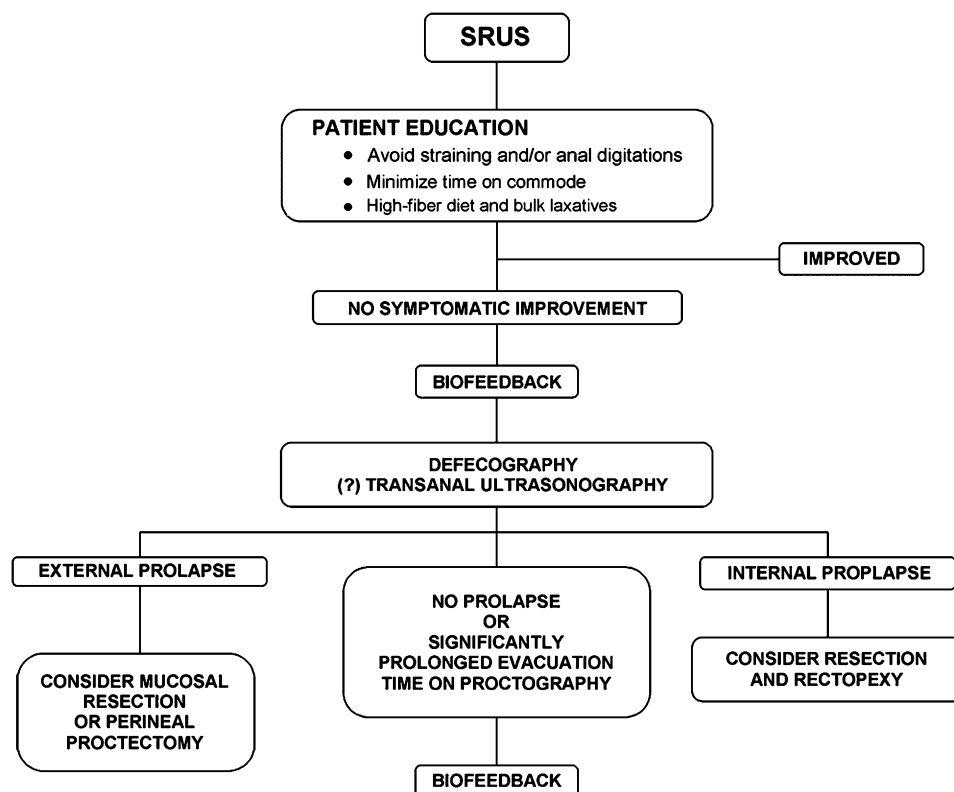 SRUS
PATIENT EDUCATION
• Avoid straining and/or anal digitations
• Minimize time on commode
• High-fiber diet and bulk laxatives
IMPROVED
NO SYMPTOMATIC IMPROVEMENT
BIOFEEDBACK
DEFECOGRAPHY
(?) TRANSANAL ULTRASONOGRAPHY
EXTERNAL PROLAPSE
CONSIDER MUCOSAL
RESECTION
OR PERINEAL
PROCTECTOMY
NO PROLAPSE
OR
SIGNIFICANTLY
PROLONGED EVACUATION
TIME ON PROCTOGRAPHY
BIOFEEDBACK
INTERNAL PROPLAPSE
CONSIDER RESECTION
AND RECTOPEXY